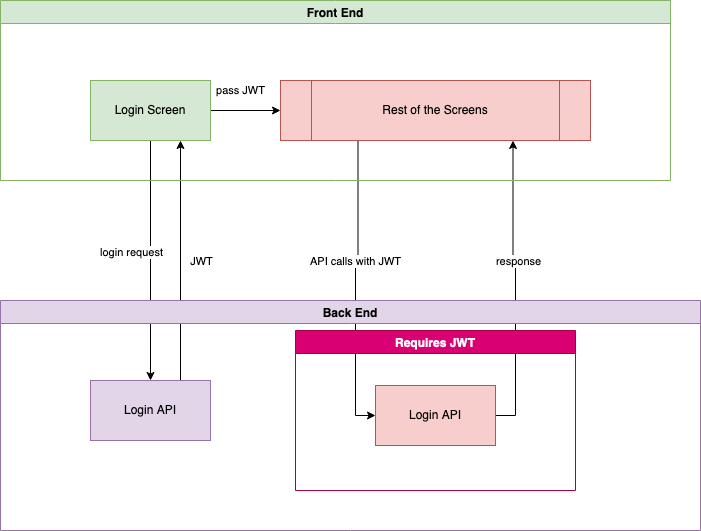 Front End
Login Screen
pass JWT
Rest of the Screens
login request
JWT
API calls with JWT
response
Back End
Requires JWT
Login API
Login API